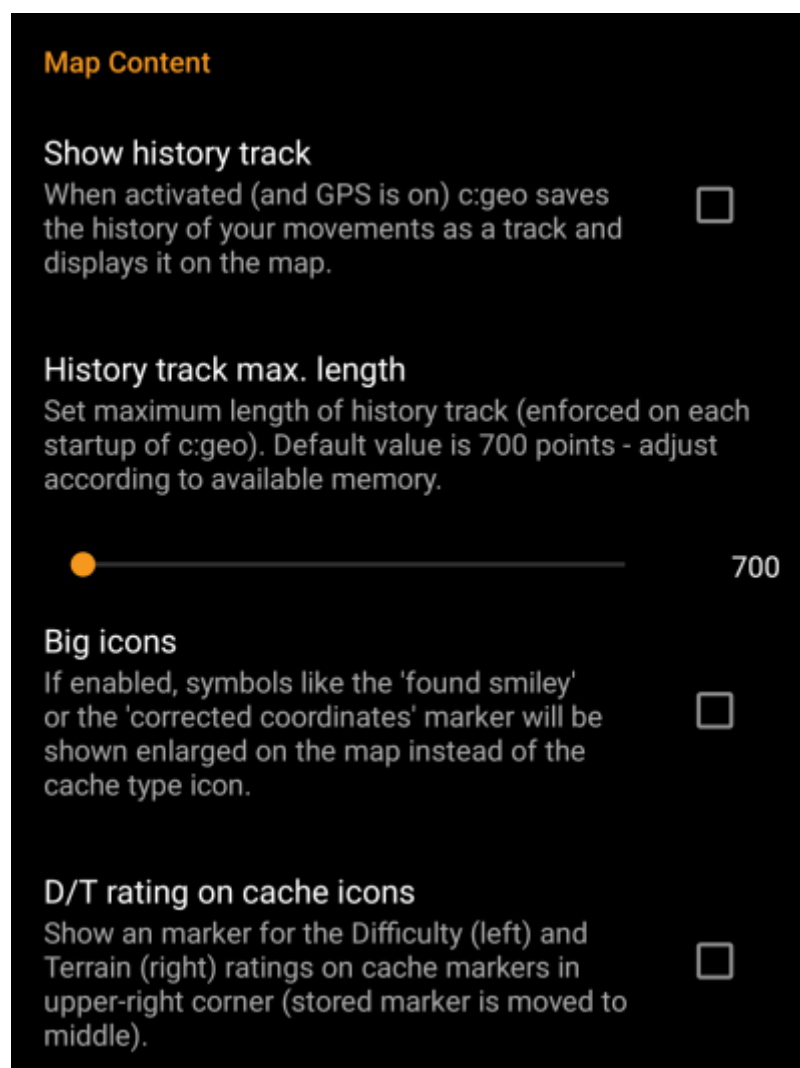 Map Content
Show history track
When activated (and GPS is on) c:geo saves
the history of your movements as a track and
displays it on the map.
History track max. length
Set maximum length of history track (enforced on each
startup of c:geo). Default value is 700 points - adjust
according to available memory.
700
Big icons
If enabled, symbols like the 'found smiley'
or the 'corrected coordinates' marker will be
shown enlarged on the map instead of the
cache type icon.
D/T rating on cache icons
Show an marker for the Difficulty (left) and
Terrain (right) ratings on cache markers in
upper-right corner (stored marker is moved to
middle).